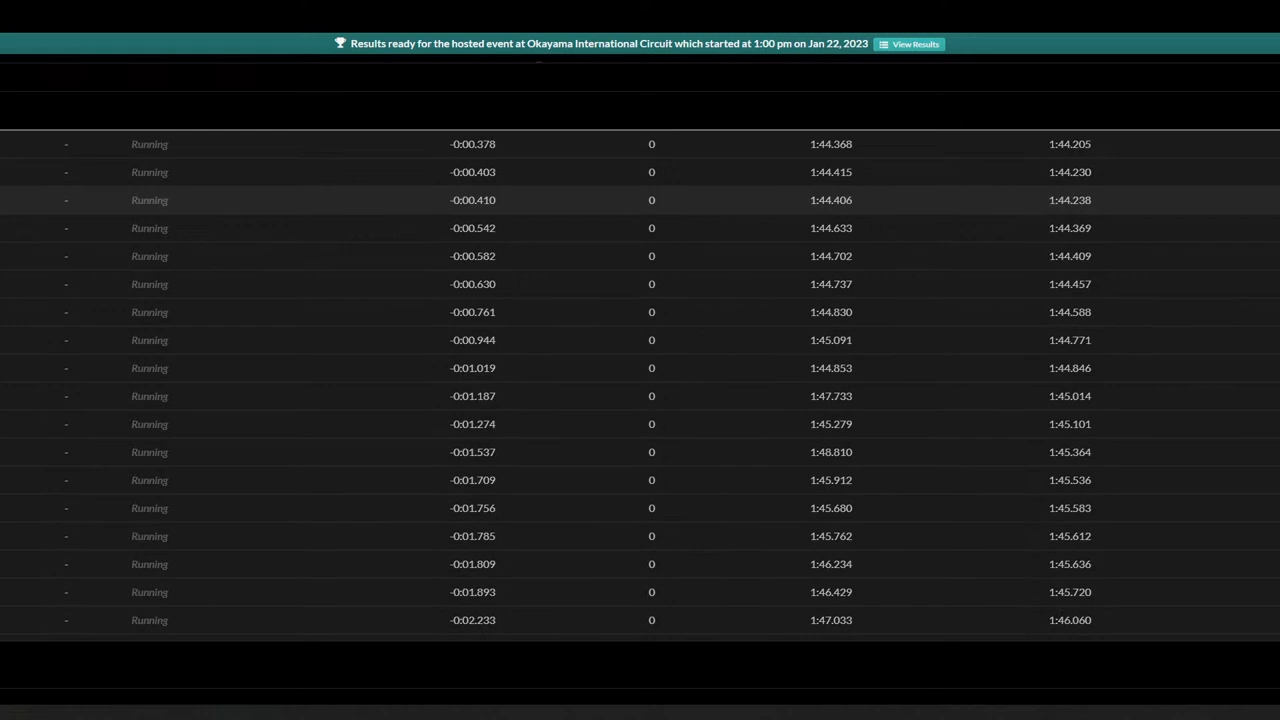 Results ready for the hosted event at Okayama International Circuit which started at 1:00 pm on Jan 22, 2023 View Results
- Running -0:00.378 0 1:44.368 1:44.205
- Running -0:00.403 0 1:44.415 1:44.230
- Running -0:00.410 0 1:44.406 1:44.238
- Running -0:00.542 0 1:44.633 1:44.369
- Running -0:00.582 0 1:44.702 1:44.409
- Running -0:00.630 0 1:44.737 1:44.457
- Running -0:00.761 0 1:44.830 1:44.588
- Running -0:00.944 0 1:45.091 1:44.771
- Running -0:01.019 0 1:44.853 1:44.846
- Running -0:01.187 0 1:47.733 1:45.014
- Running -0:01.274 0 1:45.279 1:45.101
- Running -0:01.537 0 1:48.810 1:45.364
- Running -0:01.709 0 1:45.912 1:45.536
- Running -0:01.756 0 1:45.680 1:45.583
- Running -0:01.785 0 1:45.762 1:45.612
- Running -0:01.809 0 1:46.234 1:45.636
- Running -0:01.893 0 1:46.429 1:45.720
- Running -0:02.233 0 1:47.033 1:46.060